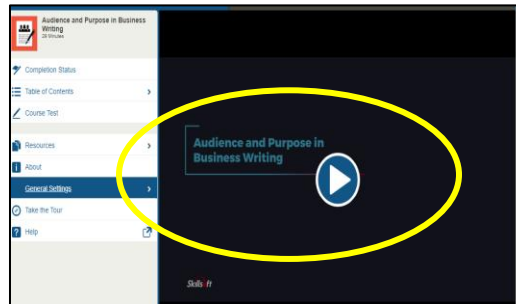 Audience and Purpose in Business
Writing
28 Minutes
Completion Status
Table of Contents
Course Test
Resources
About
General Settings
Take the Tour
Help
Audience and Purpose in
Business Writing
Skillsoft